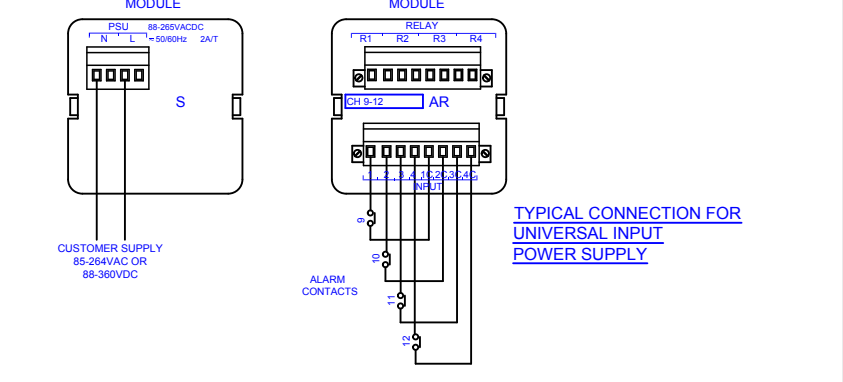 MODULE
MODULE
PSU 88-265VACDC
N L ~50/60Hz 2A/T
S
RELAY
R1 R2 R3 R4
CH 9-12 AR
1 2 3 4 1C 2C 3C 4C
INPUT
9
10
11
12
CUSTOMER SUPPLY
85-264VAC OR
88-360VDC
ALARM
CONTACTS
TYPICAL CONNECTION FOR
UNIVERSAL INPUT
POWER SUPPLY